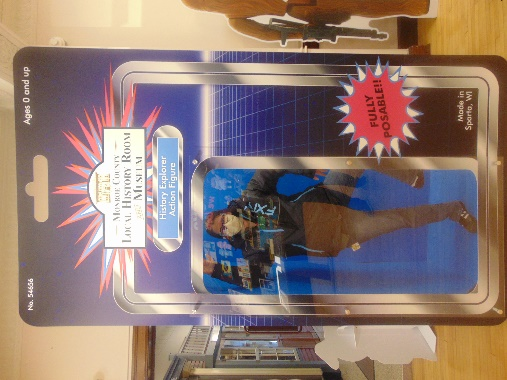 No. 54656
Ages 0 and up
MONROE COUNTY
LOCAL HISTORY ROOM
MUSEUM
History Explorer
Action Figure
FULLY
POSABLE!!
Made in
Sparta, WI